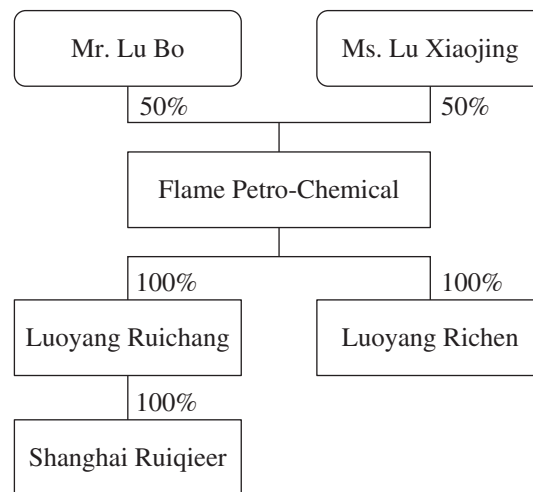 Mr. Lu Bo
Ms. Lu Xiaojing
50%
50%
Flame Petro-Chemical
100%
100%
Luoyang Ruichang
Luoyang Richen
100%
Shanghai Ruiqieer